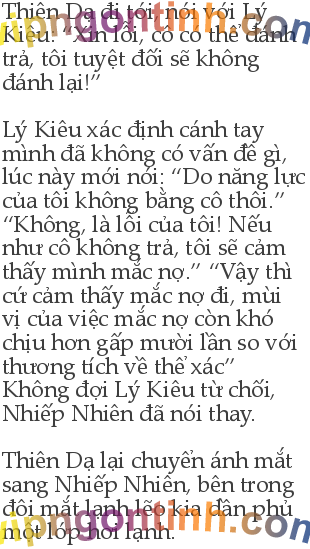 Thiên Dạ đi tới, nói với Lý
Kiêu: “Xin lỗi, cô có thể đánh
trả, tôi tuyệt đối sẽ không
đánh lại!”
Lý Kiêu xác định cánh tay
mình đã không có vấn đề gì,
lúc này mới nói: “Do năng lực
của tôi không bằng cô thôi.”
“Không, là lỗi của tôi! Nếu
như cô không trả, tôi sẽ cảm
thấy mình mắc nợ.” “Vậy thì
cứ cảm thấy mắc nợ đi, mùi
vị của việc mắc nợ còn khó
chịu hơn gấp mười lần so với
thương tích về thể xác”
Không đợi Lý Kiêu từ chối,
Nhiếp Nhiên đã nói thay.
Thiên Dạ lại chuyển ánh mắt
sang Nhiếp Nhiên, bên trong
đôi mắt lạnh lẽo kia dần phủ
một lớp hơi lạnh.
vipngontinh.com
vipngontinh.com